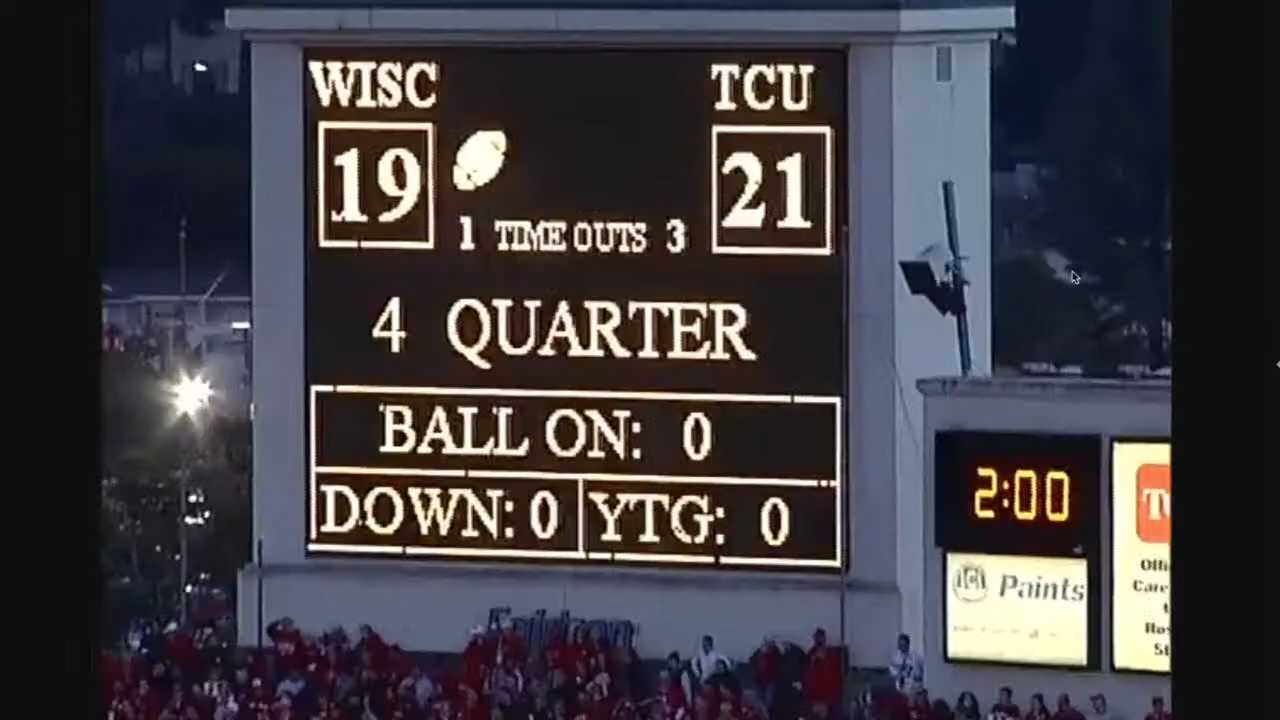 WISC TCU
19 21
1 TIME OUTS 3
4 QUARTER
BALL ON: 0
DOWN: 0 YTG: 0
2:00
ICI Paints